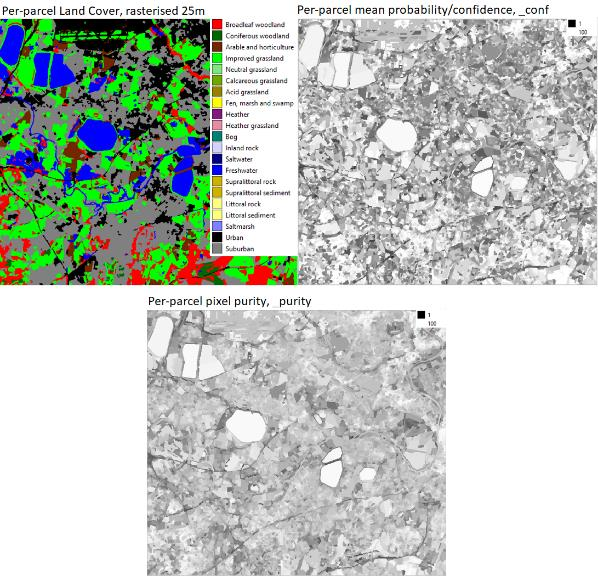 Per-parcel Land Cover, rasterised 25m
Per-parcel mean probability/confidence, _conf
Broadleaf woodland
Coniferous woodland
Arable and horticulture
Improved grassland
Neutral grassland
Calcareous grassland
Acid grassland
Fen, marsh and swamp
Heather
Heather grassland
Bog
Inland rock
Saltwater
Freshwater
Supralittoral rock
Supralittoral sediment
Littoral rock
Littoral sediment
Saltmarsh
Urban
Suburban
1
100
Per-parcel pixel purity, _purity
1
100